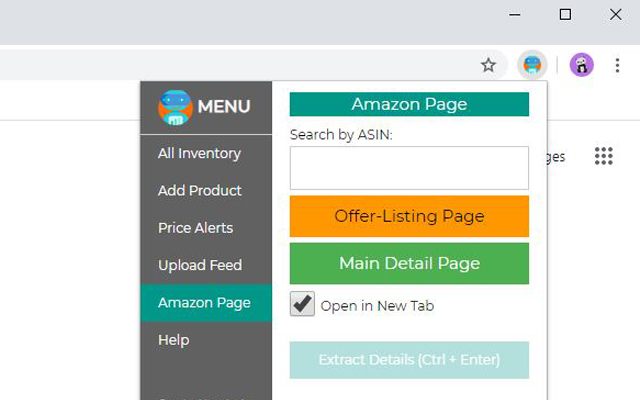 MENU
All Inventory
Add Product
Price Alerts
Upload Feed
Amazon Page
Help
Amazon Page
Search by ASIN:
Offer-Listing Page
Main Detail Page
Open in New Tab
Extract Details (Ctrl + Enter)
ges